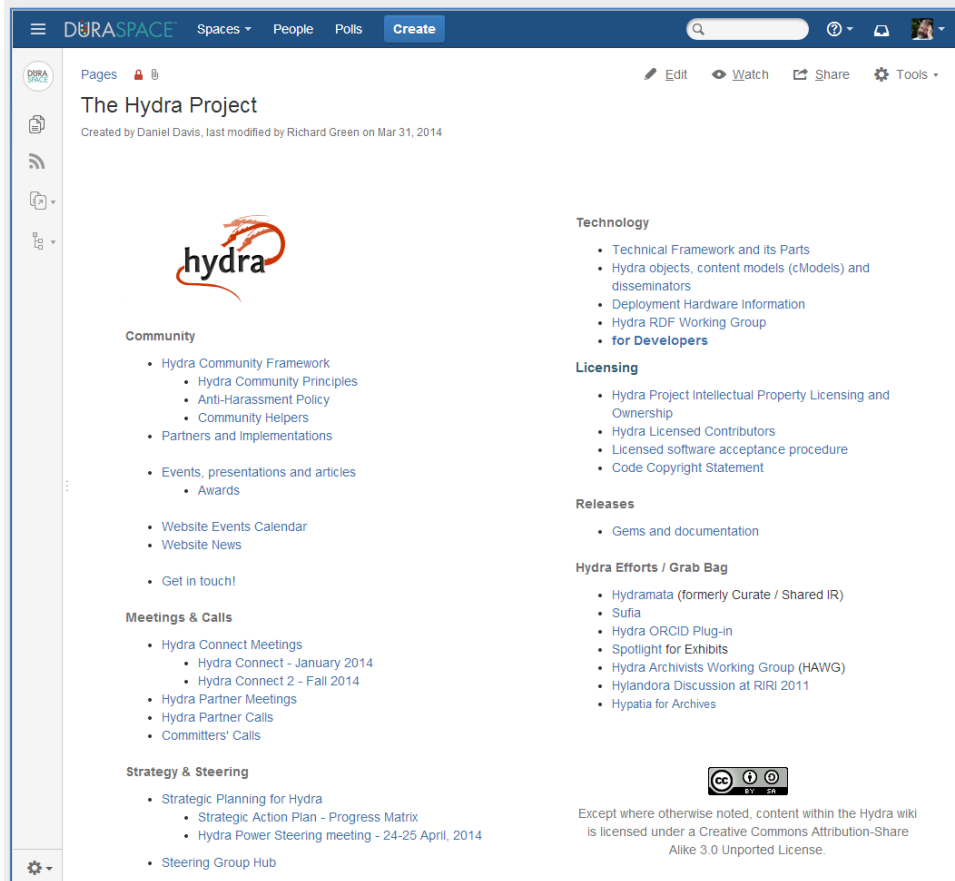 DURASPACE Spaces People Polls Create
DURA
SPACE
Pages
Edit Watch Share Tools
The Hydra Project
Created by Daniel Davis, last modified by Richard Green on Mar 31, 2014
hydra
Community
Hydra Community Framework
Hydra Community Principles
Anti-Harassment Policy
Community Helpers
Partners and Implementations
Events, presentations and articles
Awards
Website Events Calendar
Website News
Get in touch!
Meetings & Calls
Hydra Connect Meetings
Hydra Connect - January 2014
Hydra Connect 2 - Fall 2014
Hydra Partner Meetings
Hydra Partner Calls
Committers' Calls
Strategy & Steering
Strategic Planning for Hydra
Strategic Action Plan - Progress Matrix
Hydra Power Steering meeting - 24-25 April, 2014
Steering Group Hub
Technology
Technical Framework and its Parts
Hydra objects, content models (cModels) and
disseminators
Deployment Hardware Information
Hydra RDF Working Group
for Developers
Licensing
Hydra Project Intellectual Property Licensing and
Ownership
Hydra Licensed Contributors
Licensed software acceptance procedure
Code Copyright Statement
Releases
Gems and documentation
Hydra Efforts / Grab Bag
Hydramata (formerly Curate / Shared IR)
Sufia
Hydra ORCID Plug-in
Spotlight for Exhibits
Hydra Archivists Working Group (HAWG)
Hylandora Discussion at RIRI 2011
Hypatia for Archives
cc
BY SA
Except where otherwise noted, content within the Hydra wiki
is licensed under a Creative Commons Attribution-Share
Alike 3.0 Unported License.